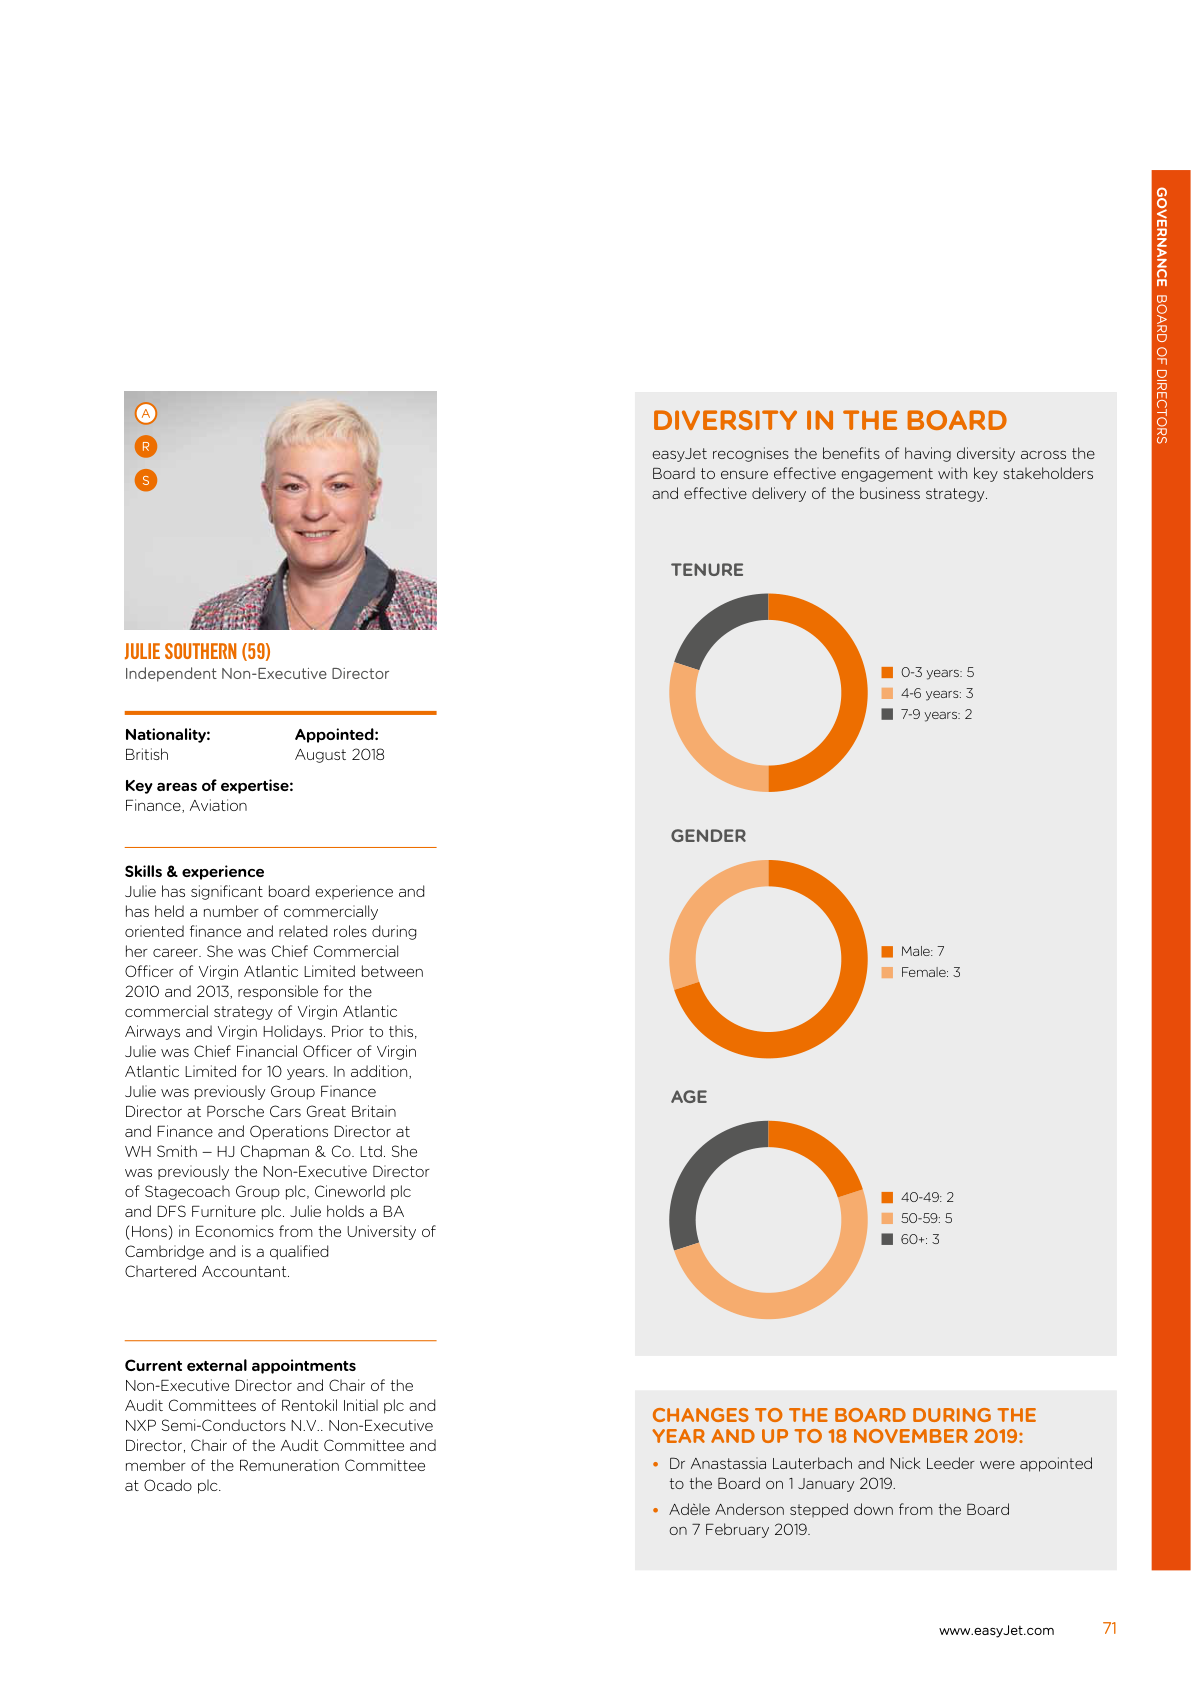 GOVERNANCE BOARD OF DIRECTORS
A
R
S
JULIE SOUTHERN (59)
Independent Non-Executive Director
Nationality:
British
Appointed:
August 2018
Key areas of expertise:
Finance, Aviation
Skills & experience
Julie has significant board experience and
has held a number of commercially
oriented finance and related roles during
her career. She was Chief Commercial
Officer of Virgin Atlantic Limited between
2010 and 2013, responsible for the
commercial strategy of Virgin Atlantic
Airways and Virgin Holidays. Prior to this,
Julie was Chief Financial Officer of Virgin
Atlantic Limited for 10 years. In addition,
Julie was previously Group Finance
Director at Porsche Cars Great Britain
and Finance and Operations Director at
WH Smith – HJ Chapman & Co. Ltd. She
was previously the Non-Executive Director
of Stagecoach Group plc, Cineworld plc
and DFS Furniture plc. Julie holds a BA
(Hons) in Economics from the University of
Cambridge and is a qualified
Chartered Accountant.
Current external appointments
Non-Executive Director and Chair of the
Audit Committees of Rentokil Initial plc and
NXP Semi-Conductors N.V.. Non-Executive
Director, Chair of the Audit Committee and
member of the Remuneration Committee
at Ocado plc.
DIVERSITY IN THE BOARD
easyJet recognises the benefits of having diversity across the
Board to ensure effective engagement with key stakeholders
and effective delivery of the business strategy.
TENURE
0-3 years: 5
4-6 years: 3
7-9 years: 2
GENDER
Male: 7
Female: 3
AGE
40-49: 2
50-59: 5
60+: 3
CHANGES TO THE BOARD DURING THE
YEAR AND UP TO 18 NOVEMBER 2019:
• Dr Anastassia Lauterbach and Nick Leeder were appointed
to the Board on 1 January 2019.
• Adèle Anderson stepped down from the Board
on 7 February 2019.
www.easyJet.com
71